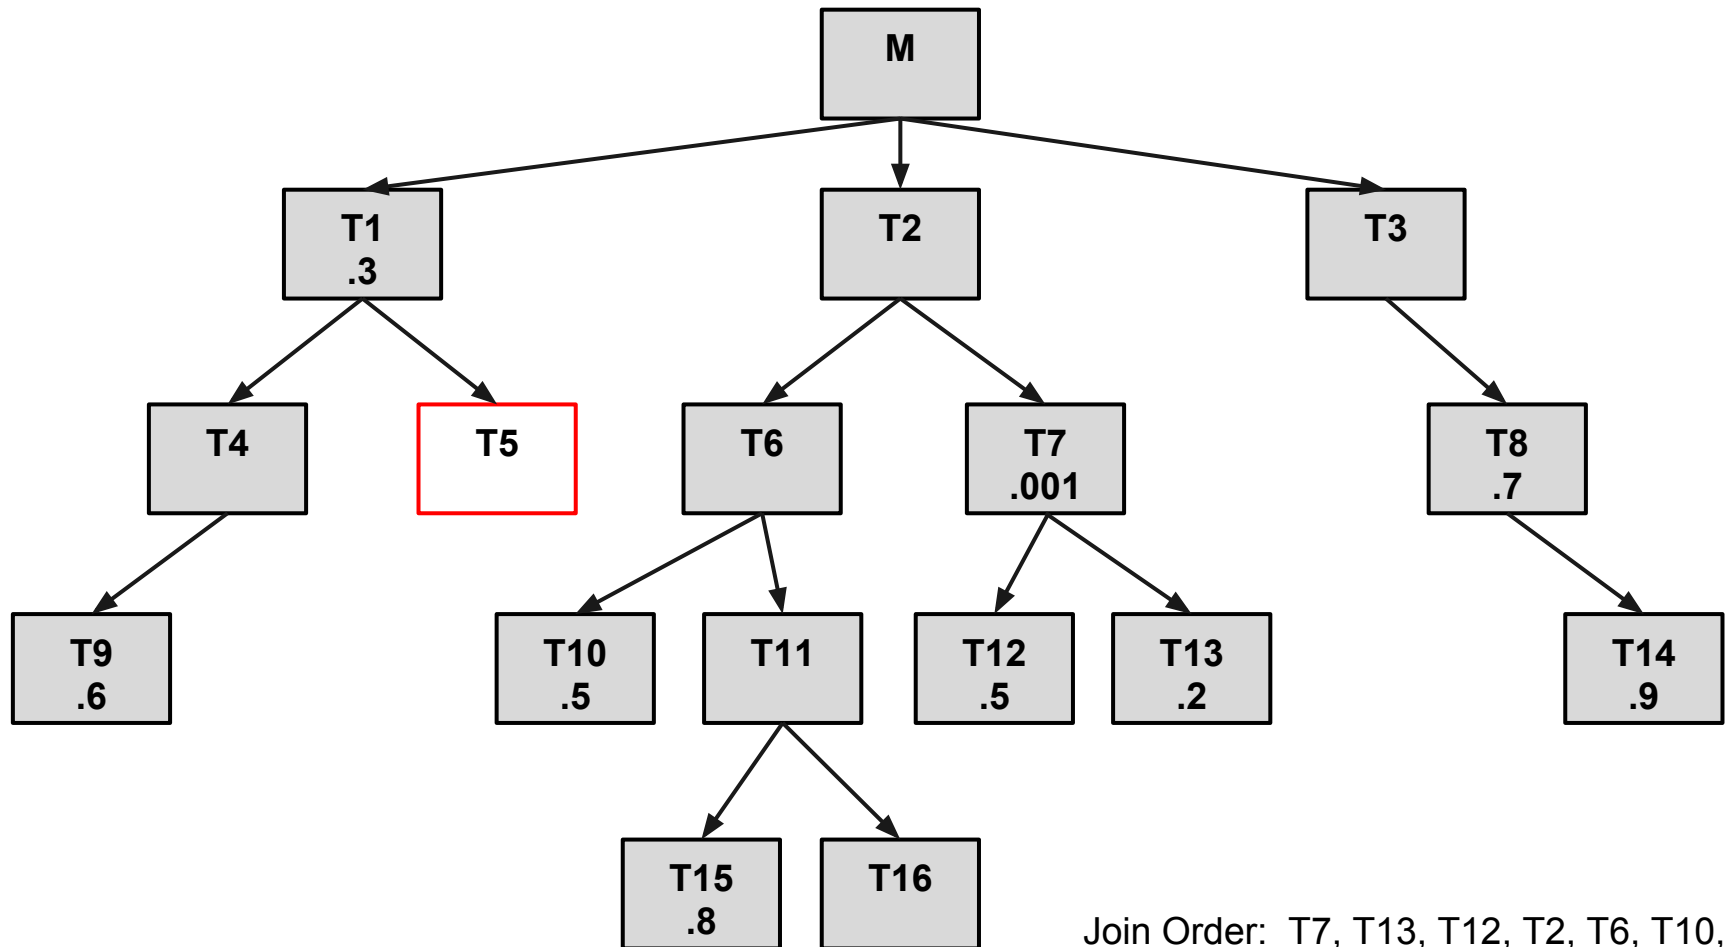 M
T1
.3
T2
T3
T4
T5
T6
T7
.001
T8
.7
T9
.6
T10
.5
T11
T12
.5
T13
.2
T14
.9
T15
.8
T16
Join Order: T7, T13, T12, T2, T6, T10,